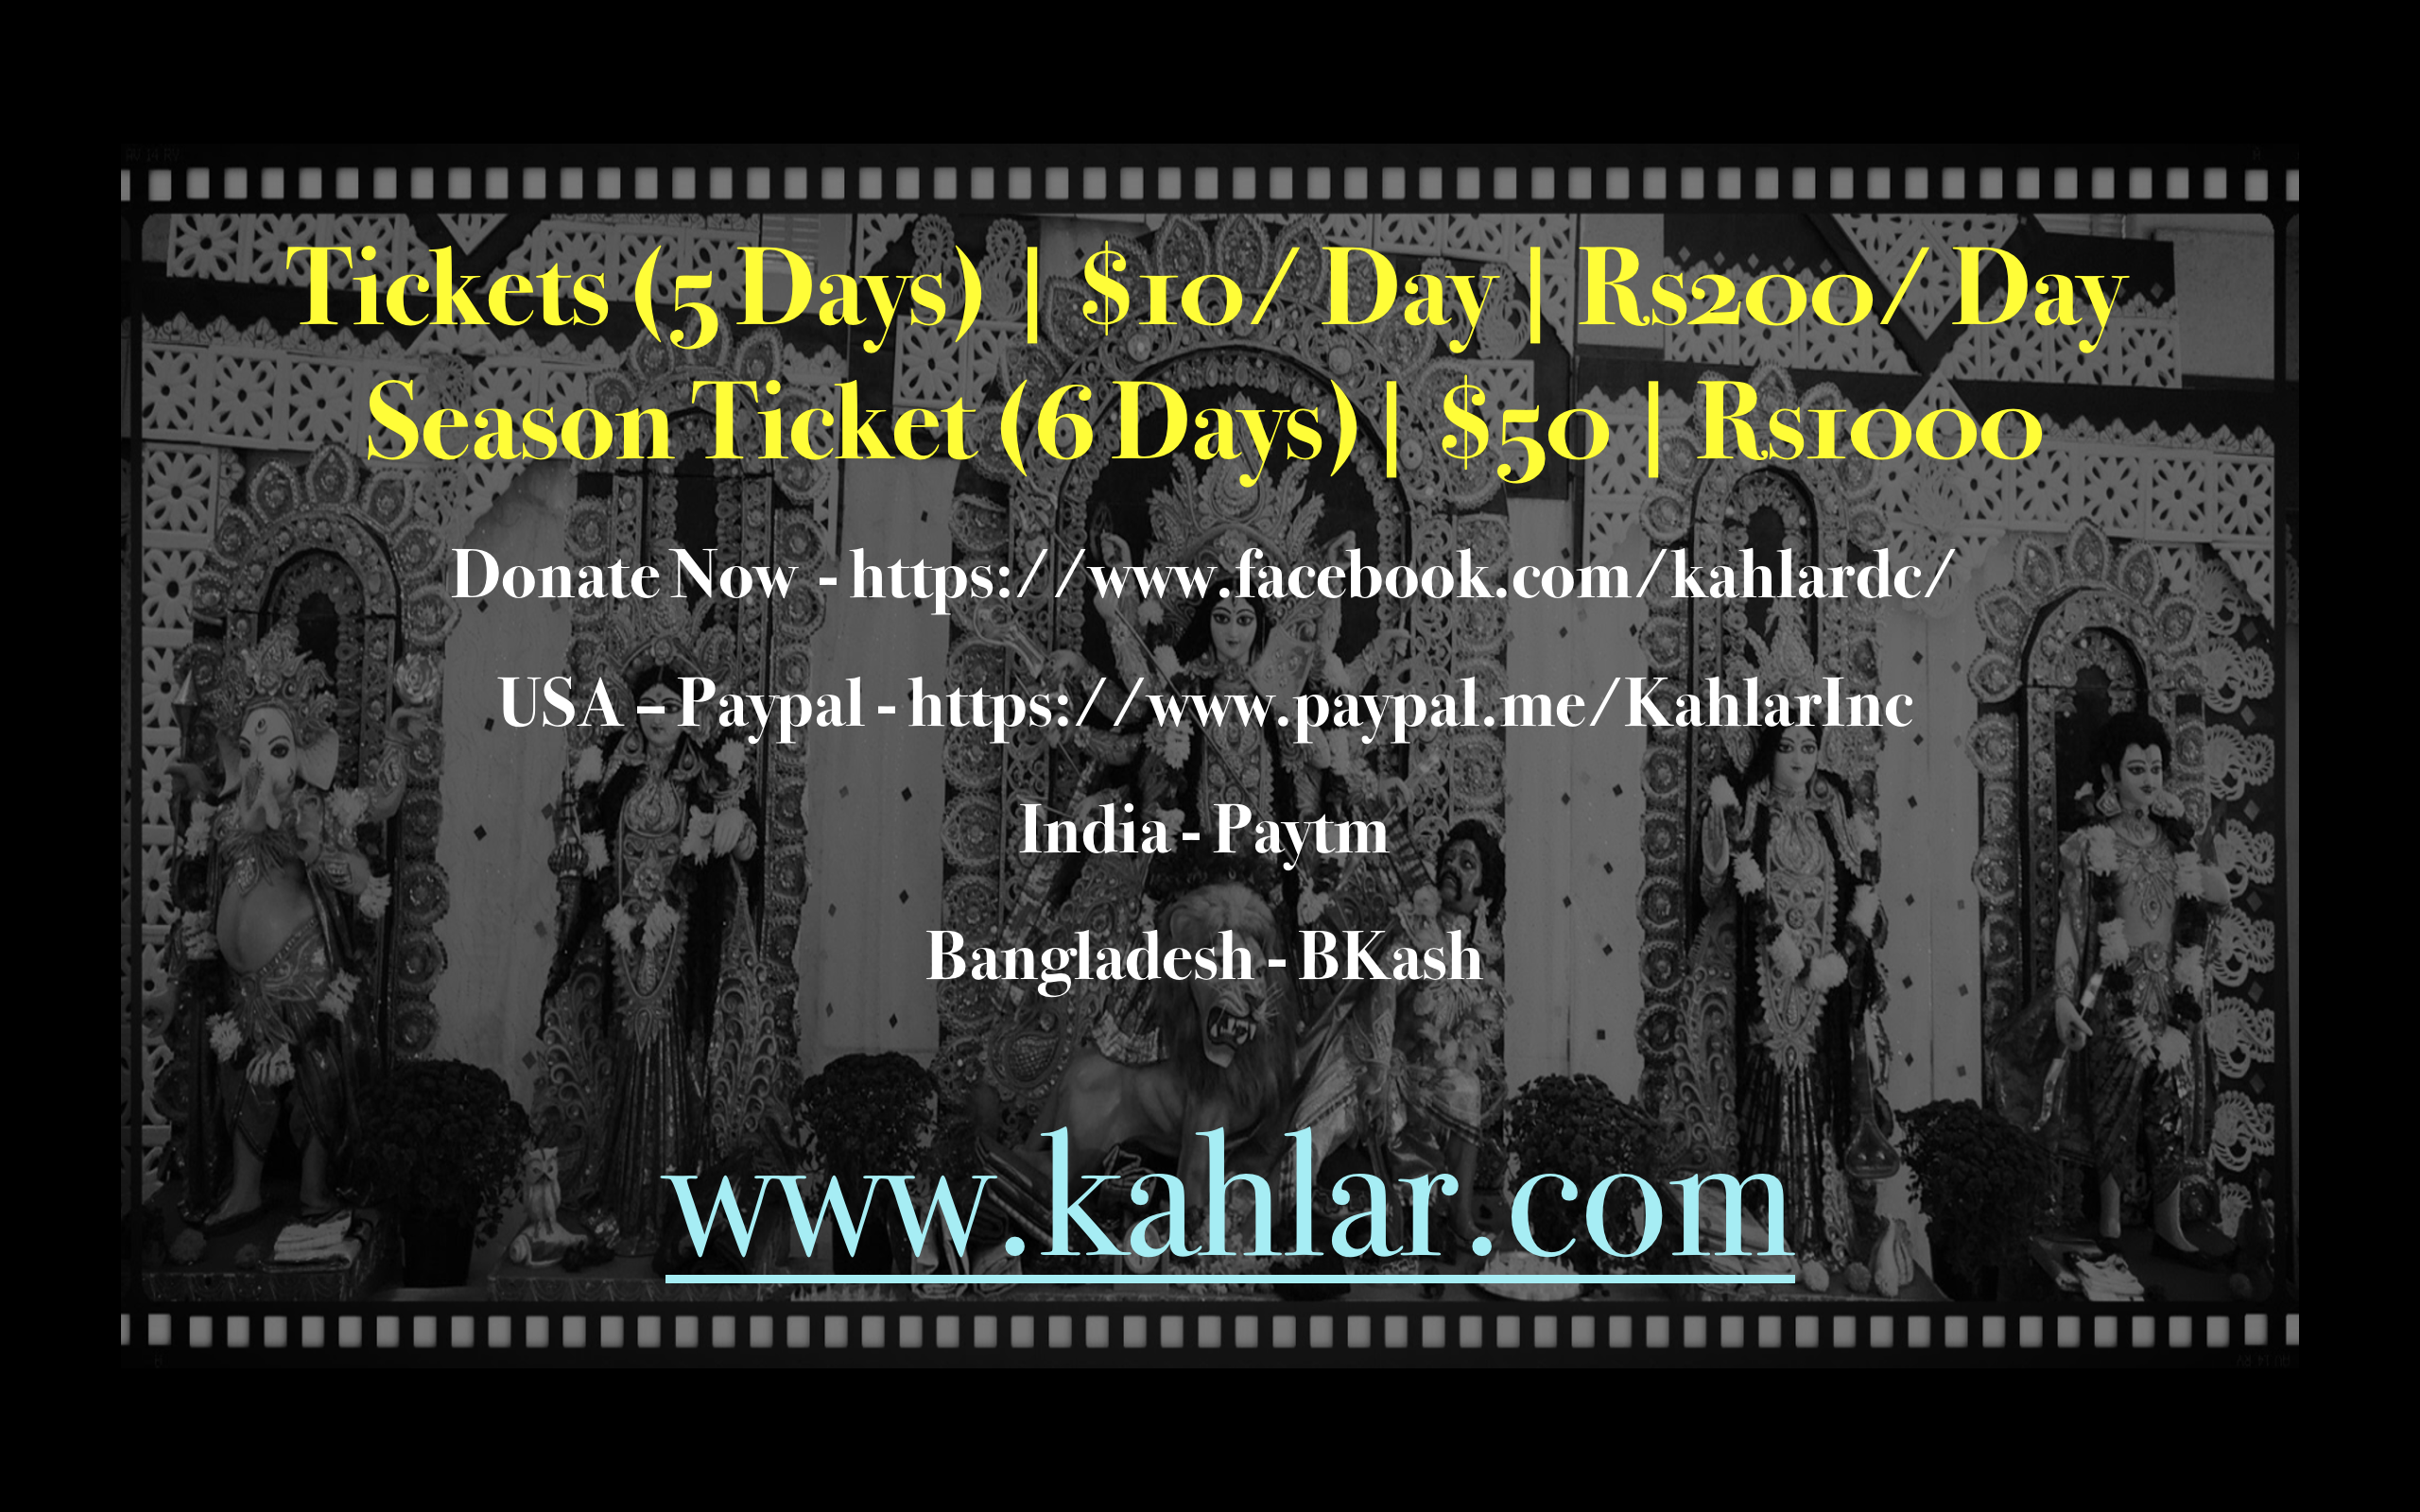 Tickets (5 Days) | $10/ Day | Rs200/ Day
Season Ticket (6 Days) | $50 | Rs1000
Donate Now - https://www.facebook.com/kahlardc/
USA – Paypal - https://www.paypal.me/KahlarInc
India - Paytm
Bangladesh - BKash
www.kahlar.com